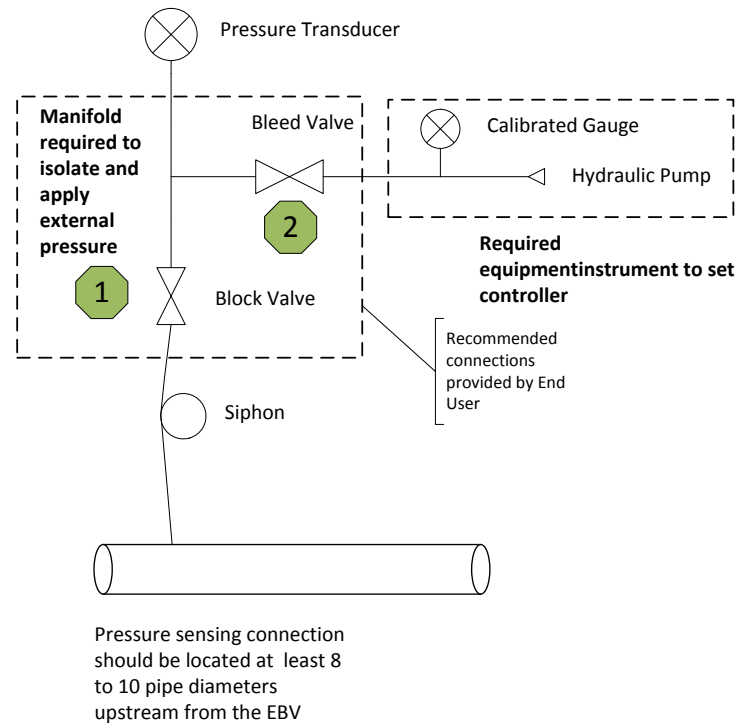 Pressure Transducer
Manifold
required to
isolate and
apply
external
pressure
Bleed Valve
Calibrated Gauge
Hydraulic Pump
2
1
Block Valve
Required
equipmentinstrument to set
controller
Recommended
connections
provided by End
User
Siphon
Pressure sensing connection
should be located at  least 8
to 10 pipe diameters
upstream from the EBV